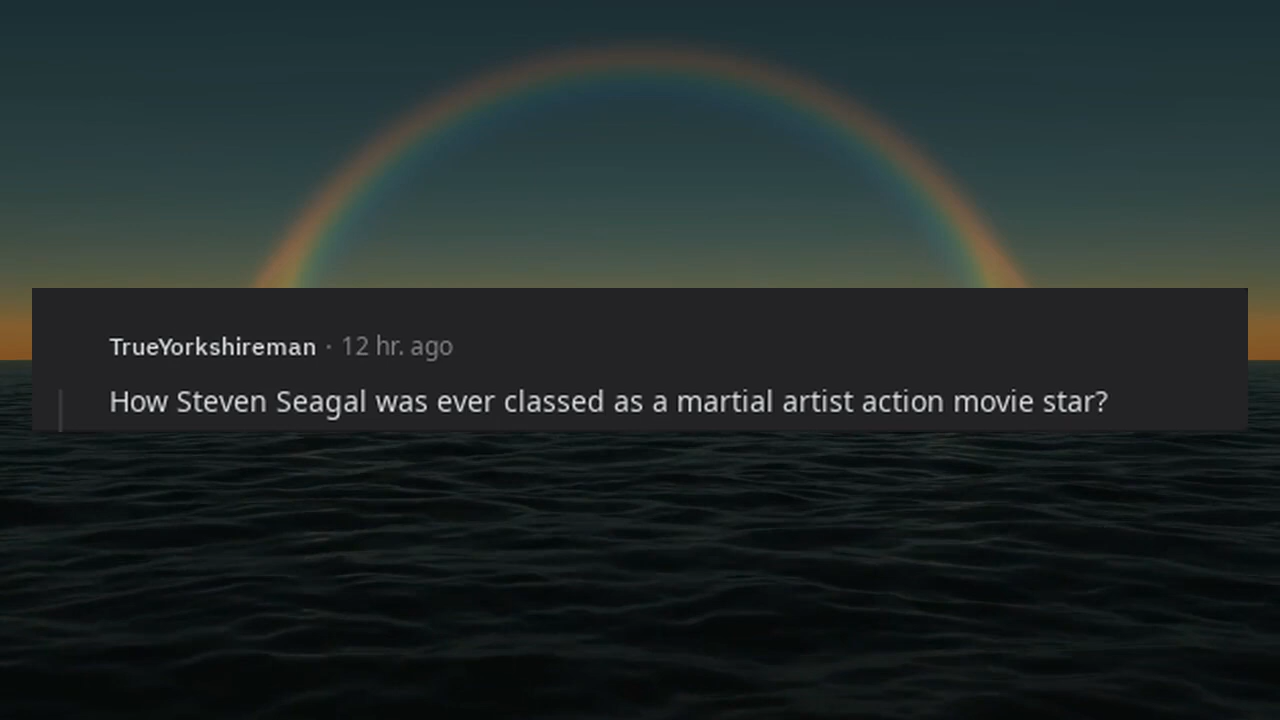 TrueYorkshireman · 12 hr. ago
How Steven Seagal was ever classed as a martial artist action movie star?